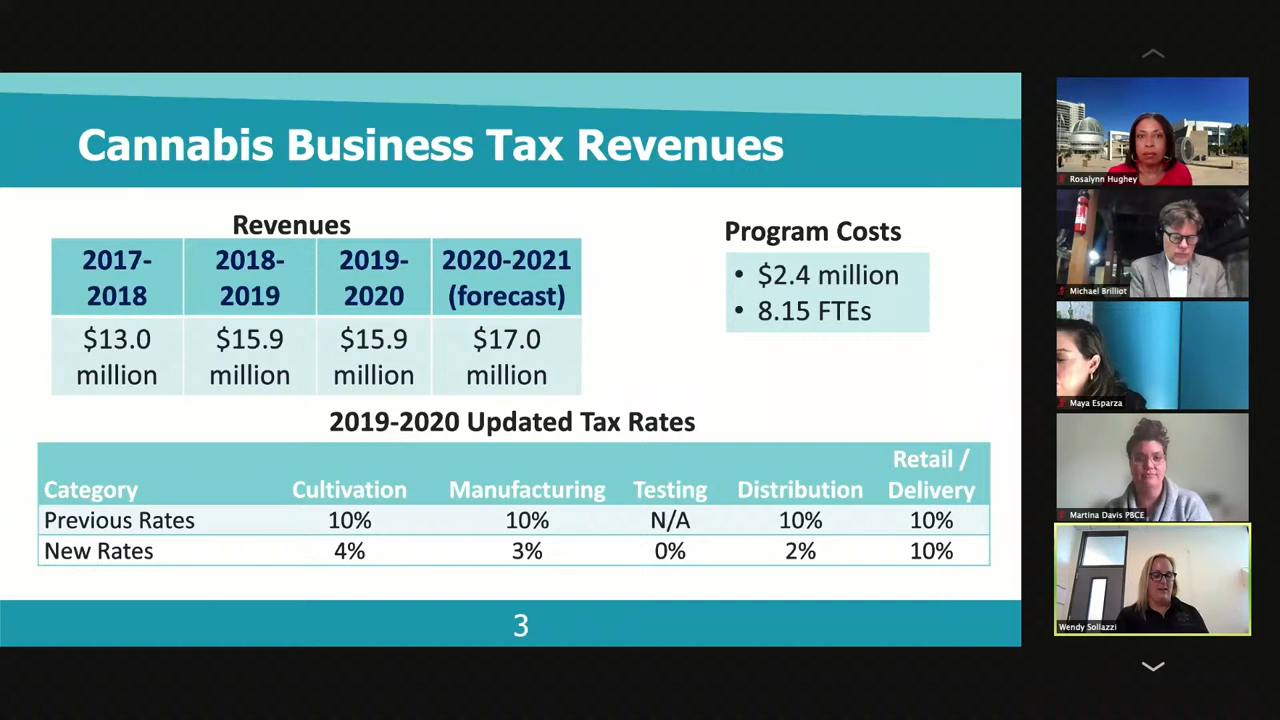 Cannabis Business Tax Revenues
Revenues
2017-
2018
2018-
2019
2019-
2020
2020-2021
(forecast)
$13.0
million
$15.9
million
$15.9
million
$17.0
million
Program Costs
• $2.4 million
• 8.15 FTEs
2019-2020 Updated Tax Rates
Category Cultivation Manufacturing Testing Distribution Retail /
Delivery
Previous Rates 10% 10% N/A 10% 10%
New Rates 4% 3% 0% 2% 10%
3
Rosalynn Hughey
Michael Brilliot
Maya Esparza
Martina Davis PBCE
Wendy Sollazzi